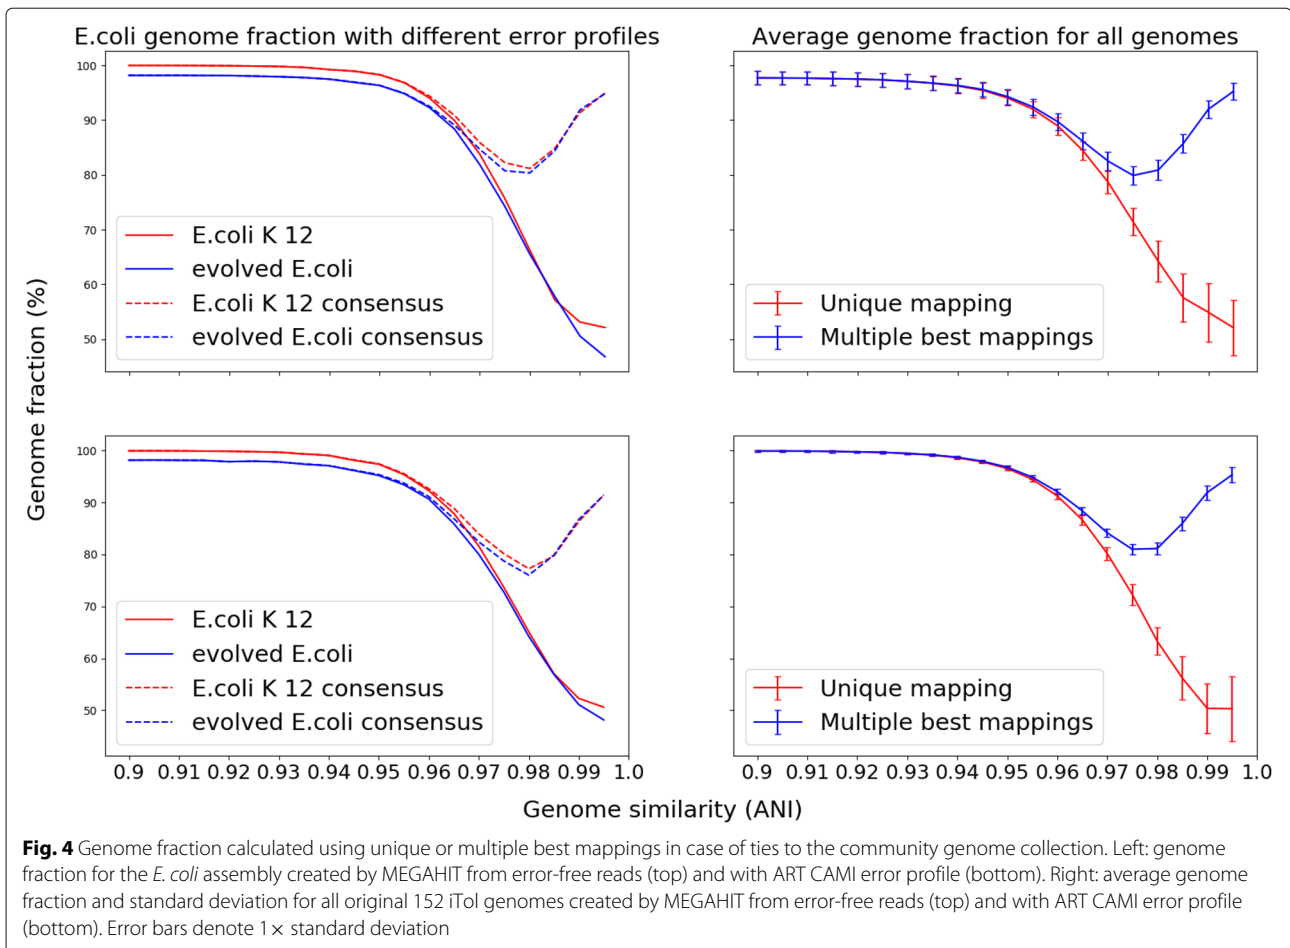 E.coli genome fraction with different error profiles
Average genome fraction for all genomes
Genome fraction (%)
100
90
80
70
60
50
E.coli K 12
evolved E.coli
E.coli K 12 consensus
evolved E.coli consensus
Unique mapping
Multiple best mappings
100
90
80
70
60
50
E.coli K 12
evolved E.coli
E.coli K 12 consensus
evolved E.coli consensus
0.9 0.91 0.92 0.93 0.94 0.95 0.96 0.97 0.98 0.99 1.0
Unique mapping
Multiple best mappings
0.9 0.91 0.92 0.93 0.94 0.95 0.96 0.97 0.98 0.99 1.0
Genome similarity (ANI)
Fig. 4 Genome fraction calculated using unique or multiple best mappings in case of ties to the community genome collection. Left: genome
fraction for the E. coli assembly created by MEGAHIT from error-free reads (top) and with ART CAMI error profile (bottom). Right: average genome
fraction and standard deviation for all original 152 iTol genomes created by MEGAHIT from error-free reads (top) and with ART CAMI error profile
(bottom). Error bars denote 1× standard deviation